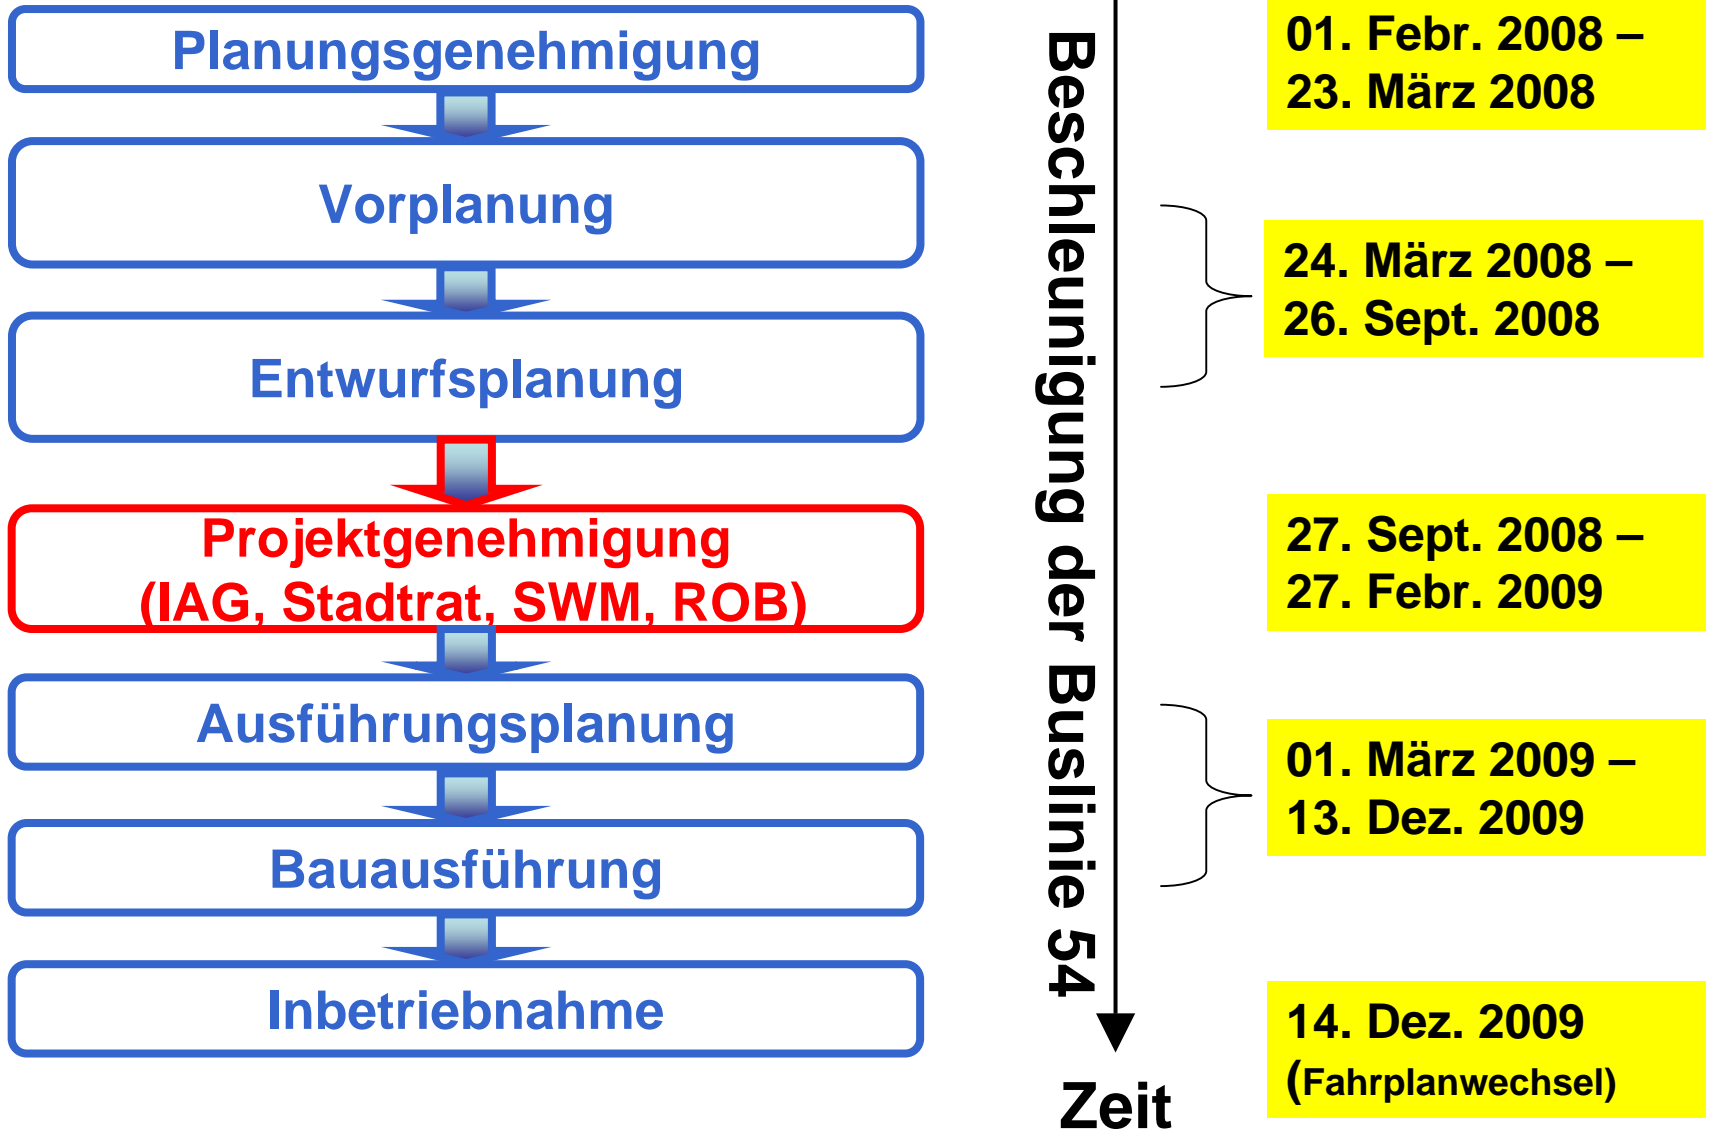 Planungsgenehmigung
Vorplanung
Entwurfsplanung
Projektgenehmigung
(IAG, Stadtrat, SWM, ROB)
Ausführungsplanung
Bauausführung
Inbetriebnahme
Beschleunigung der Buslinie 54
Zeit
01. Febr. 2008 –
23. März 2008
24. März 2008 –
26. Sept. 2008
27. Sept. 2008 –
27. Febr. 2009
01. März 2009 –
13. Dez. 2009
14. Dez. 2009
(Fahrplanwechsel)